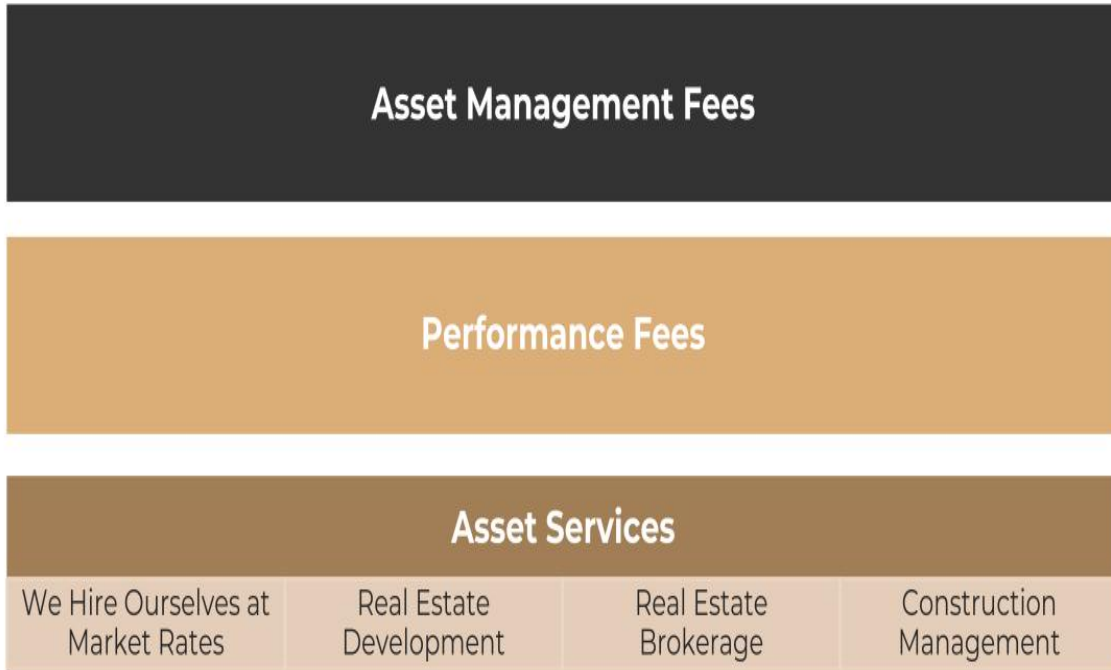 Asset Management Fees
Performance Fees
Asset Services
We Hire Ourselves at
Market Rates
Real Estate
Development
Real Estate
Brokerage
Construction
Management